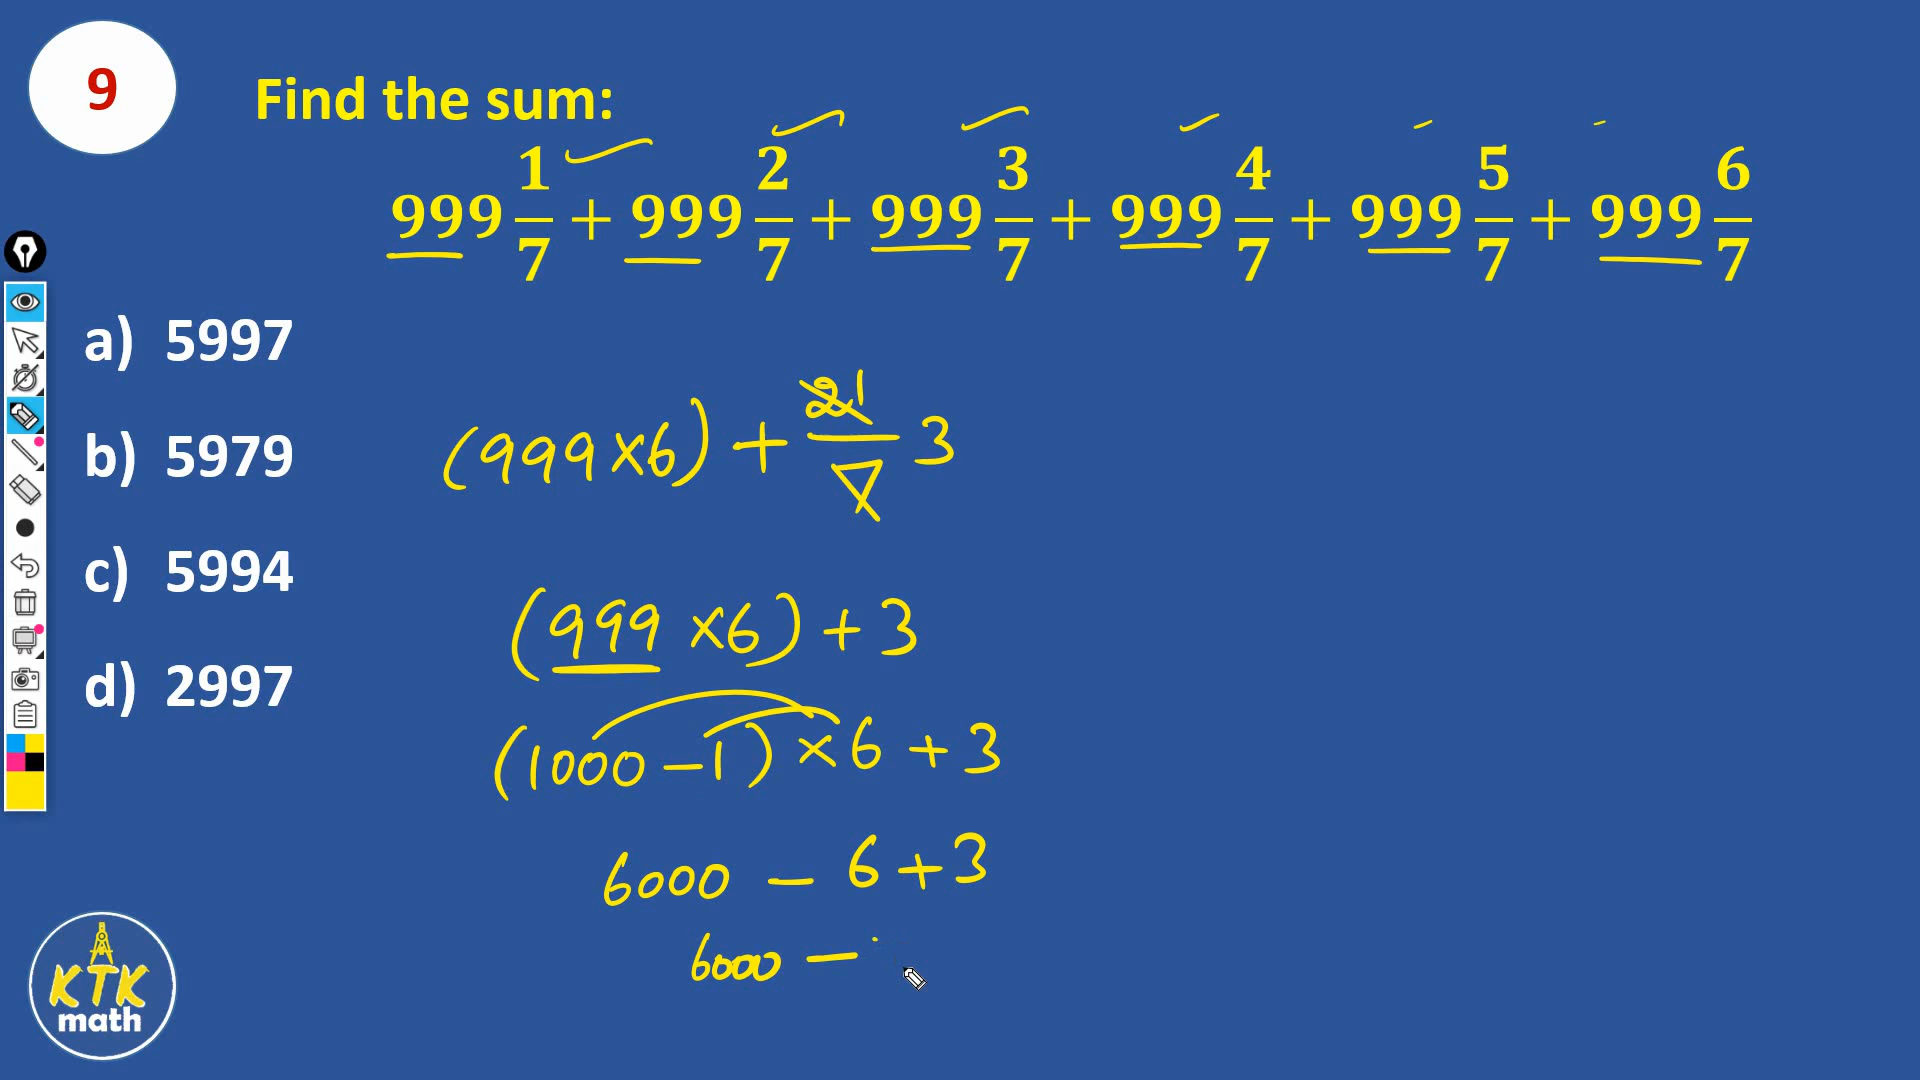 9
Find the sum:
999 1/7 + 999 2/7 + 999 3/7 + 999 4/7 + 999 5/7 + 999 6/7
a) 5997
b) 5979
c) 5994
d) 2997
(999×6) + 21/7 3
(999 ×6) + 3
(1000 – 1) × 6 + 3
6000 – 6 + 3
6000 –
KTK
math